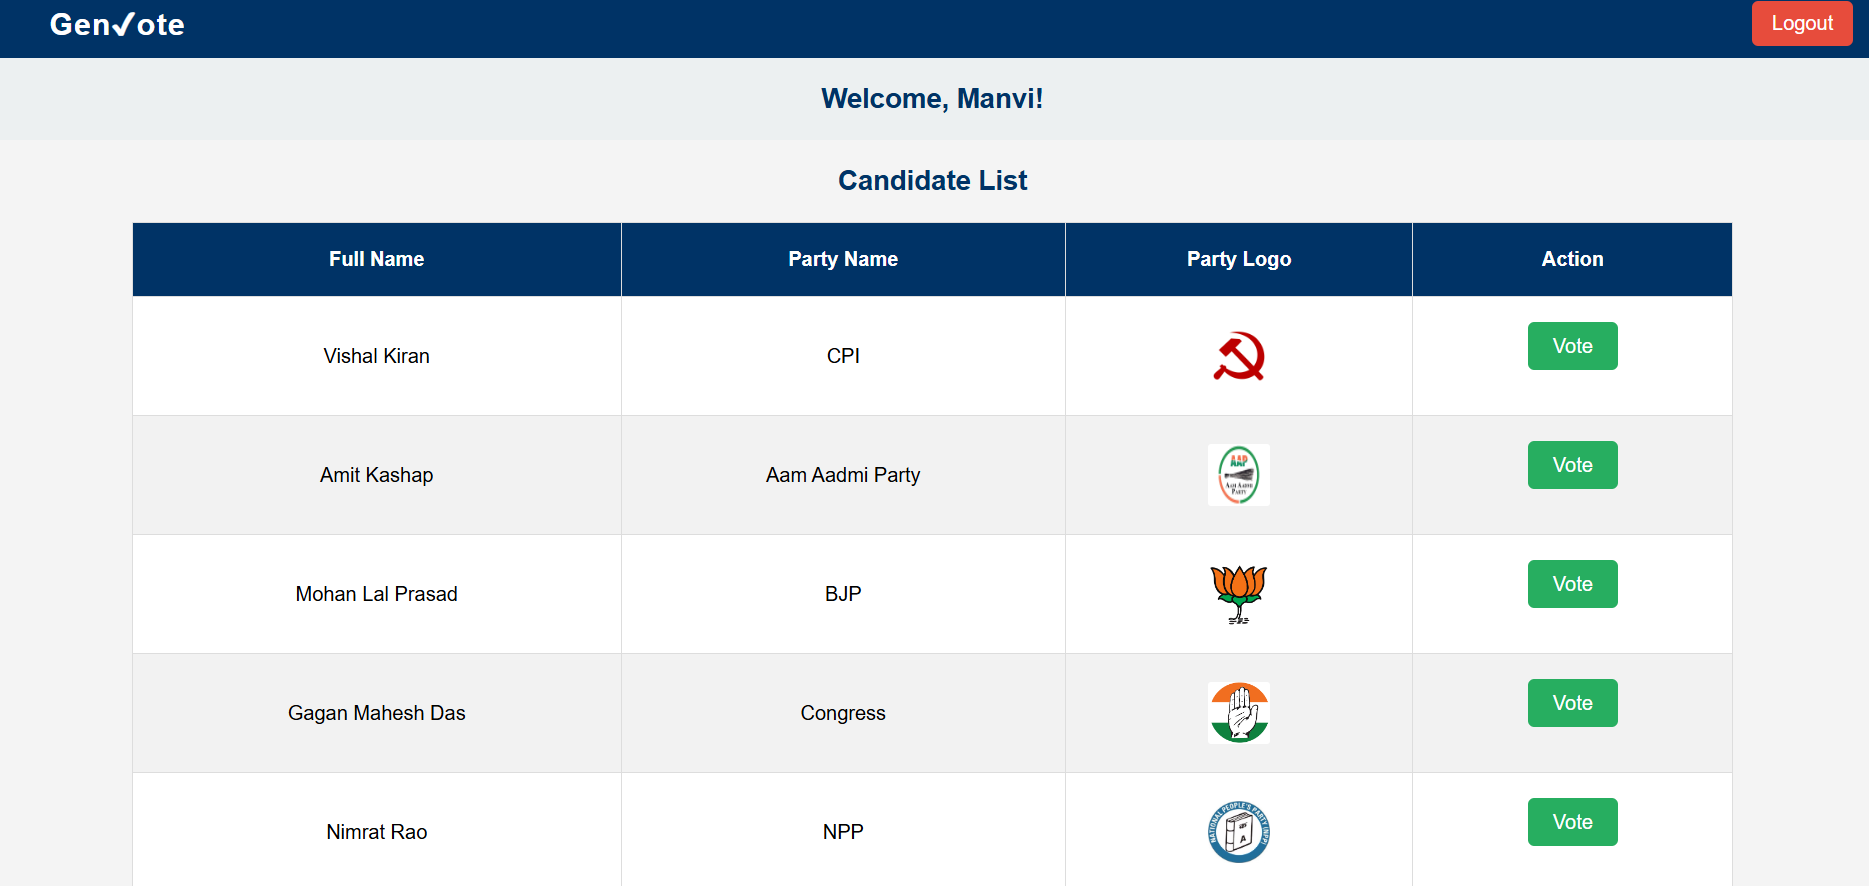 Gen✓ote
Logout
Welcome, Manvi!
Candidate List
Full Name Party Name Party Logo Action
Vishal Kiran CPI Vote
Amit Kashap Aam Aadmi Party AAP AAM AADMI PARTY Vote
Mohan Lal Prasad BJP Vote
Gagan Mahesh Das Congress Vote
Nimrat Rao NPP NATIONAL PEOPLE'S PARTY (NPP) A Vote